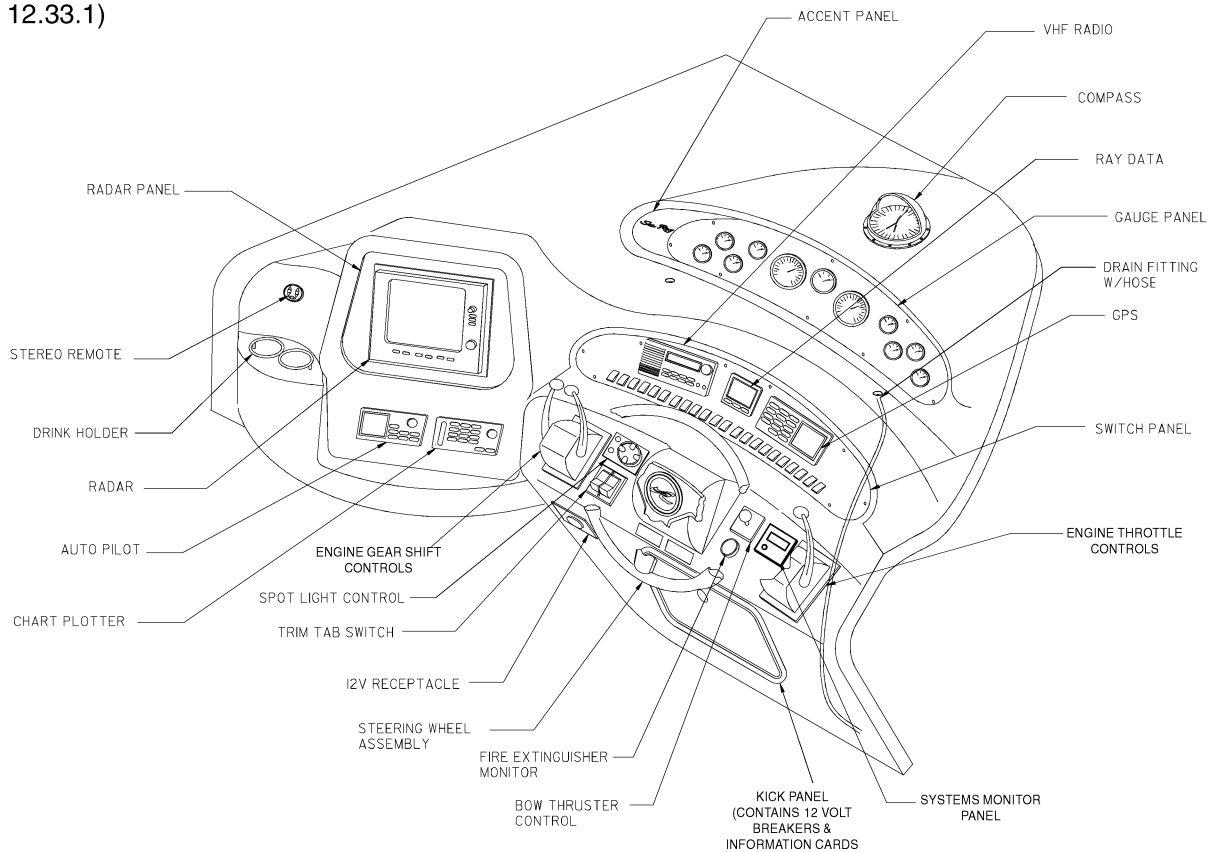 12.33.1)
ACCENT PANEL
VHF RADIO
COMPASS
RAY DATA
RADAR PANEL
GAUGE PANEL
Sea Ray
DRAIN FITTING
W/HOSE
GPS
STEREO REMOTE
DRINK HOLDER
SWITCH PANEL
RADAR
AUTO PILOT
ENGINE GEAR SHIFT
CONTROLS
ENGINE THROTTLE
CONTROLS
SPOT LIGHT CONTROL
CHART PLOTTER
TRIM TAB SWITCH
12V RECEPTACLE
STEERING WHEEL
ASSEMBLY
FIRE EXTINGUISHER
MONITOR
BOW THRUSTER
CONTROL
KICK PANEL
(CONTAINS 12 VOLT
BREAKERS &
INFORMATION CARDS
SYSTEMS MONITOR
PANEL